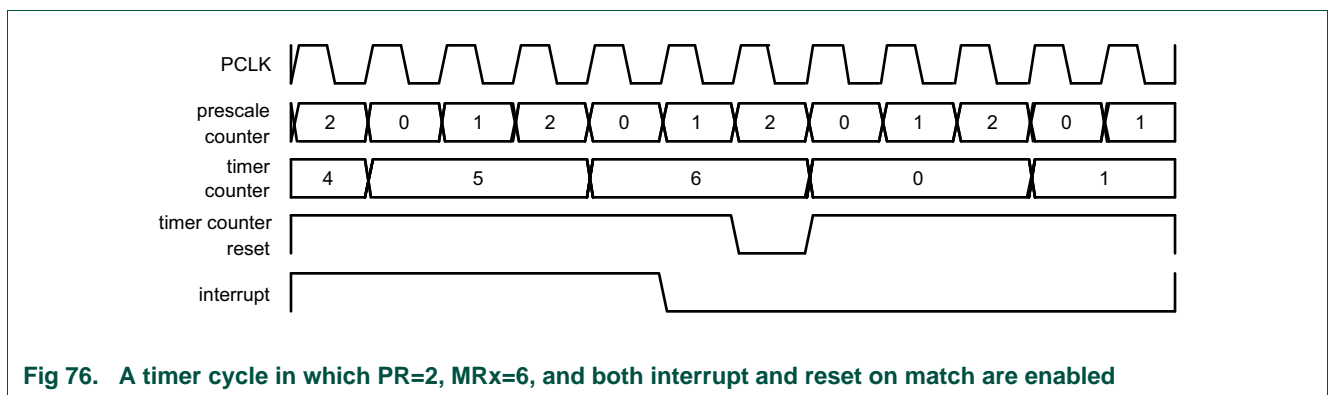 PCLK
prescale
counter
2 0 1 2 0 1 2 0 1 2 0 1
timer
counter
4 5 6 0 1
timer counter
reset
interrupt
Fig 76. A timer cycle in which PR=2, MRx=6, and both interrupt and reset on match are enabled